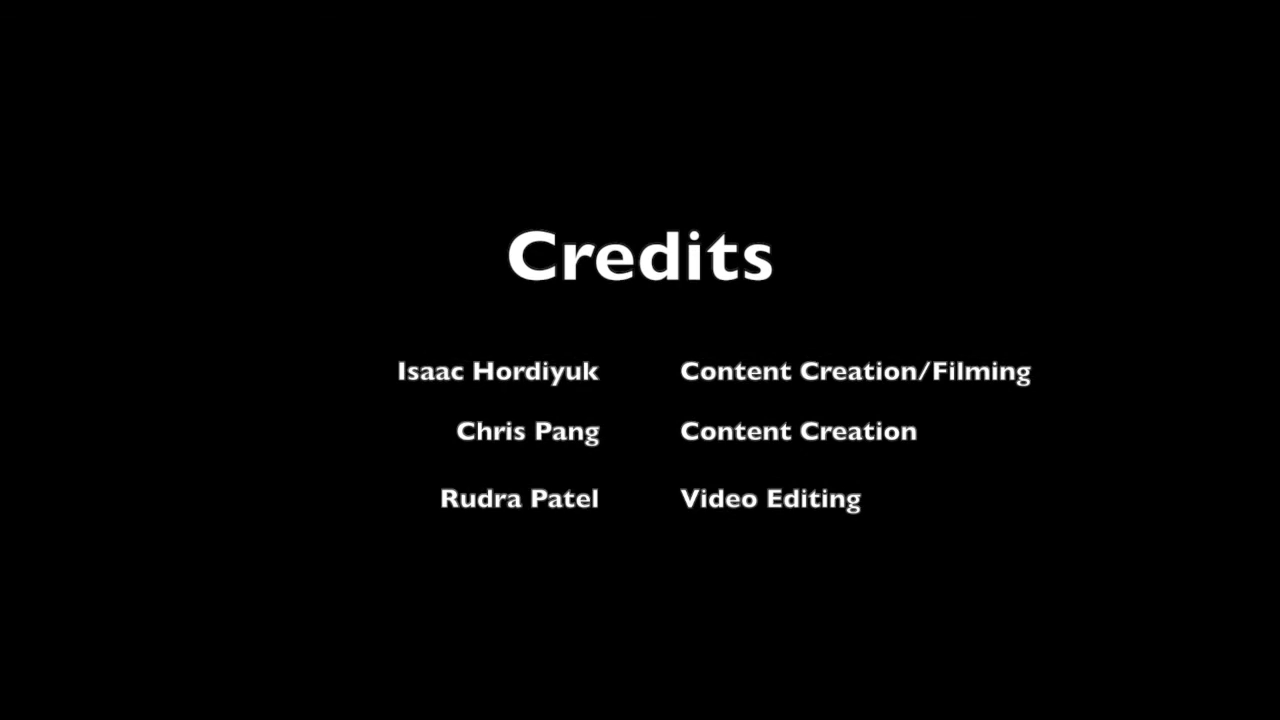 Credits
Isaac Hordiyuk Content Creation/Filming
Chris Pang Content Creation
Rudra Patel Video Editing